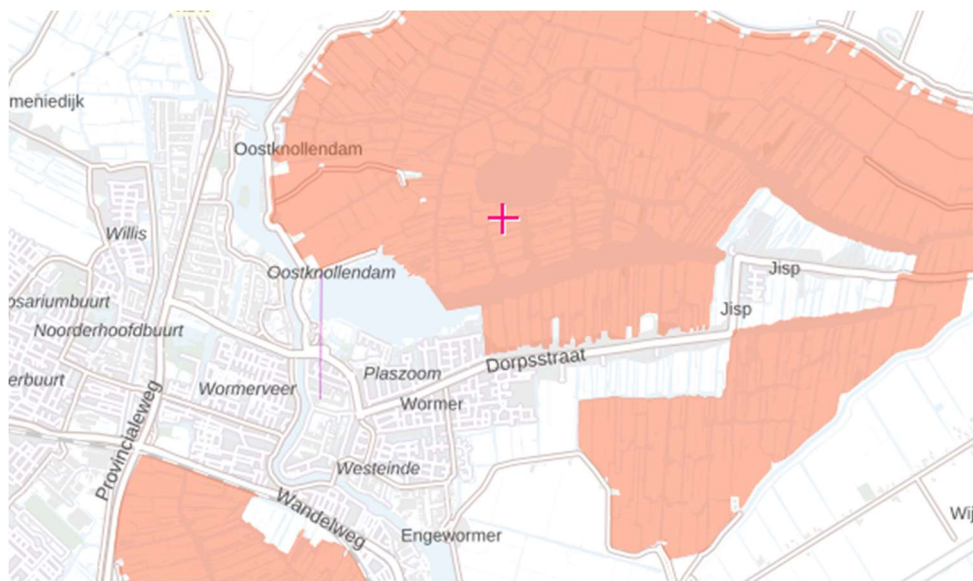 meniedijk
Oostknollendam
Willis
Oostknollendam
Jisp
osariumbuurt
Jisp
Noorderhoofdbuurt
Dorpsstraat
Plaszoom
erbuurt
Wormerveer
Wormer
Provincialeweg
Westeinde
Wandelweg
Engewormer
Wij